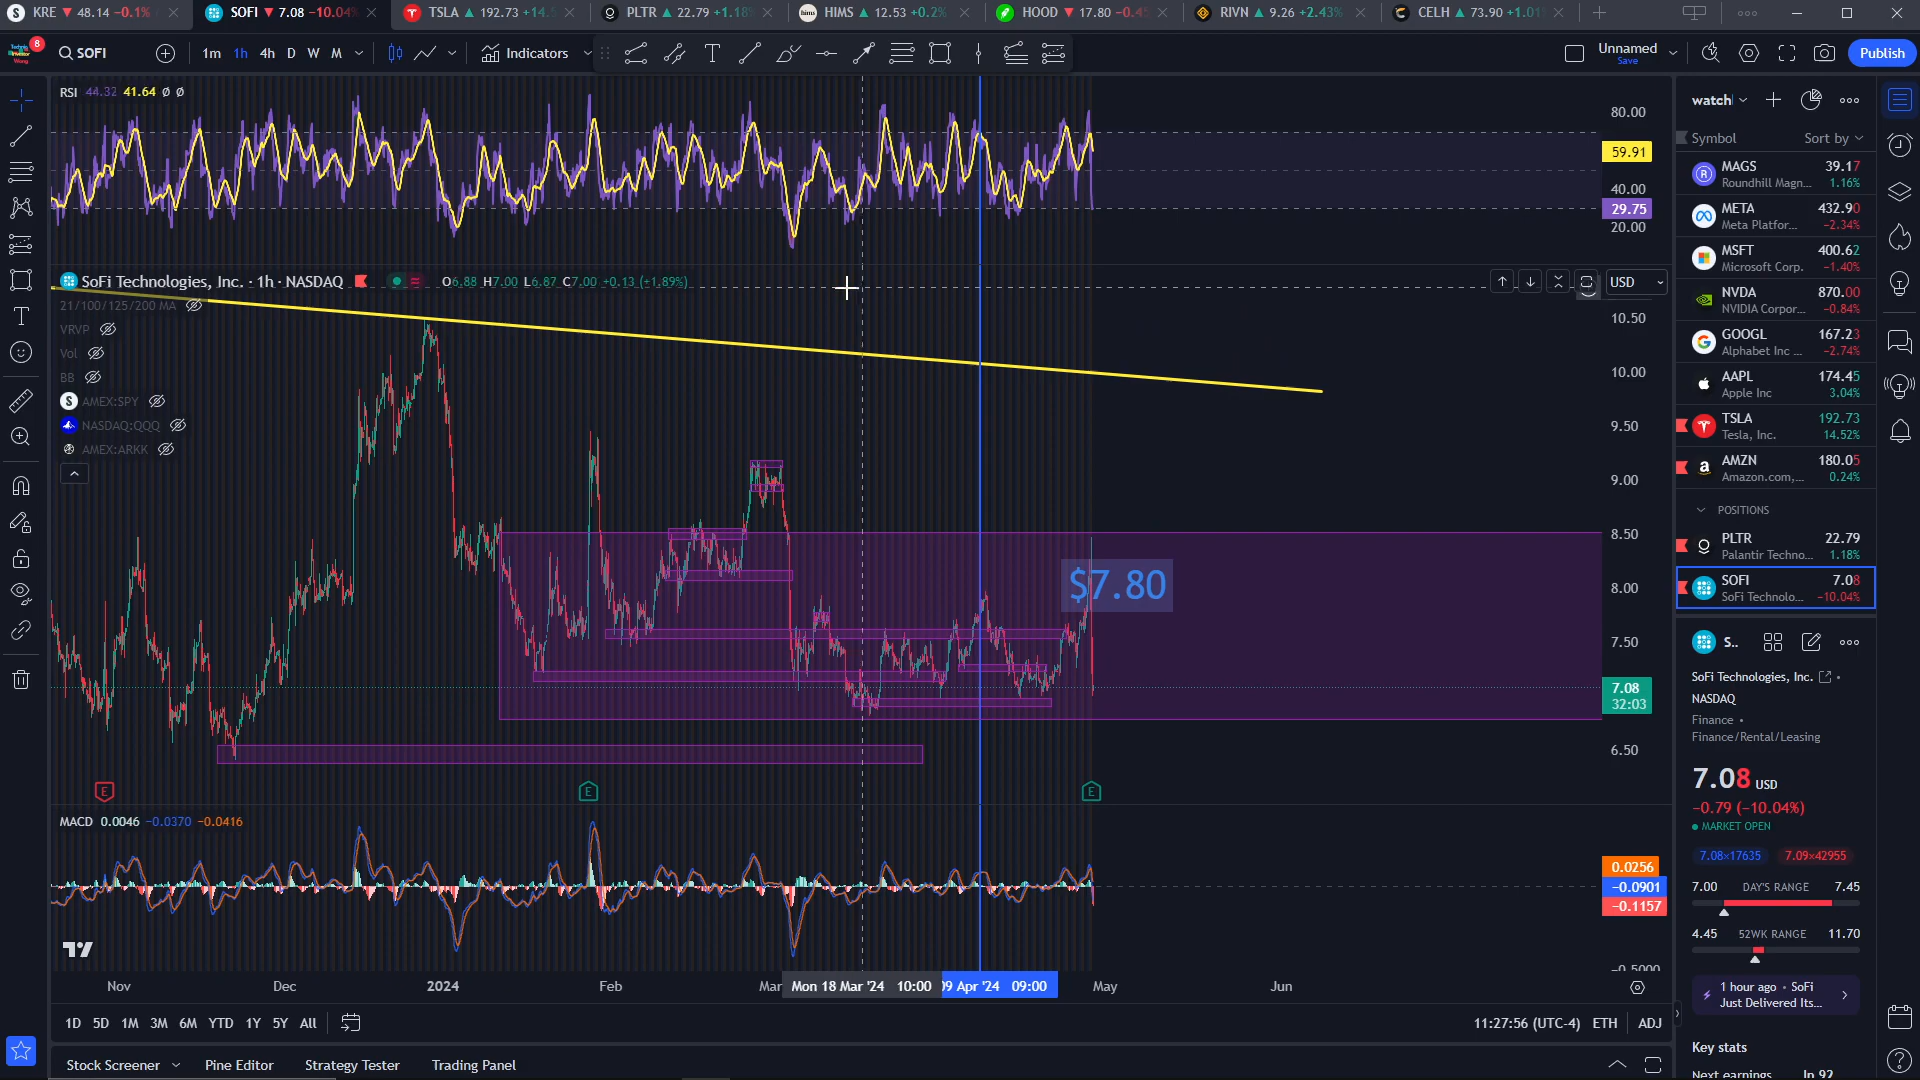 KRE 48.14 −0.1%
SOFI 7.08 −10.04%
TSLA 192.73 +14.5
PLTR 22.79 +1.18%
HIMS 12.53 +0.2%
HOOD 17.80 −0.4
RIVN 9.26 +2.43%
CELH 73.90 +1.01
8
SOFI
1m 1h 4h D W M
Indicators
Unnamed
Save
Publish
RSI 44.32 41.64 ø ø
80.00
59.91
40.00
29.75
20.00
SoFi Technologies, Inc. · 1h · NASDAQ
O6.88 H7.00 L6.87 C7.00 +0.13 (+1.89%)
USD
21/100/125/200 MA
VRVP
Vol
BB
AMEX:SPY
NASDAQ:QQQ
AMEX:ARKK
10.50
10.00
9.50
9.00
8.50
8.00
7.50
7.08
32:03
6.50
$7.80
E
E
E
MACD 0.0046 −0.0370 −0.0416
0.0256
−0.0901
−0.1157
−0.5000
Nov
Dec
2024
Feb
Mar
Mon 18 Mar '24 10:00
09 Apr '24 09:00
May
Jun
1D 5D 1M 3M 6M YTD 1Y 5Y All
11:27:56 (UTC-4) ETH ADJ
Stock Screener
Pine Editor
Strategy Tester
Trading Panel
watch
Symbol
Sort by
MAGS 39.17
Roundhill Magn... 1.16%
META 432.90
Meta Platfor... −2.34%
MSFT 400.62
Microsoft Corp. −1.40%
NVDA 870.00
NVIDIA Corpor... −0.84%
GOOGL 167.23
Alphabet Inc ... −2.74%
AAPL 174.45
Apple Inc 3.04%
TSLA 192.73
Tesla, Inc. 14.52%
AMZN 180.05
Amazon.com,... 0.24%
POSITIONS
PLTR 22.79
Palantir Techno... 1.18%
SOFI 7.08
SoFi Technolo... −10.04%
S..
SoFi Technologies, Inc.
NASDAQ
Finance •
Finance/Rental/Leasing
7.08 USD
−0.79 (−10.04%)
MARKET OPEN
7.08×17635
7.09×42955
7.00 DAY'S RANGE 7.45
4.45 52WK RANGE 11.70
1 hour ago • SoFi
Just Delivered Its...
Key stats
Next earnings In 92